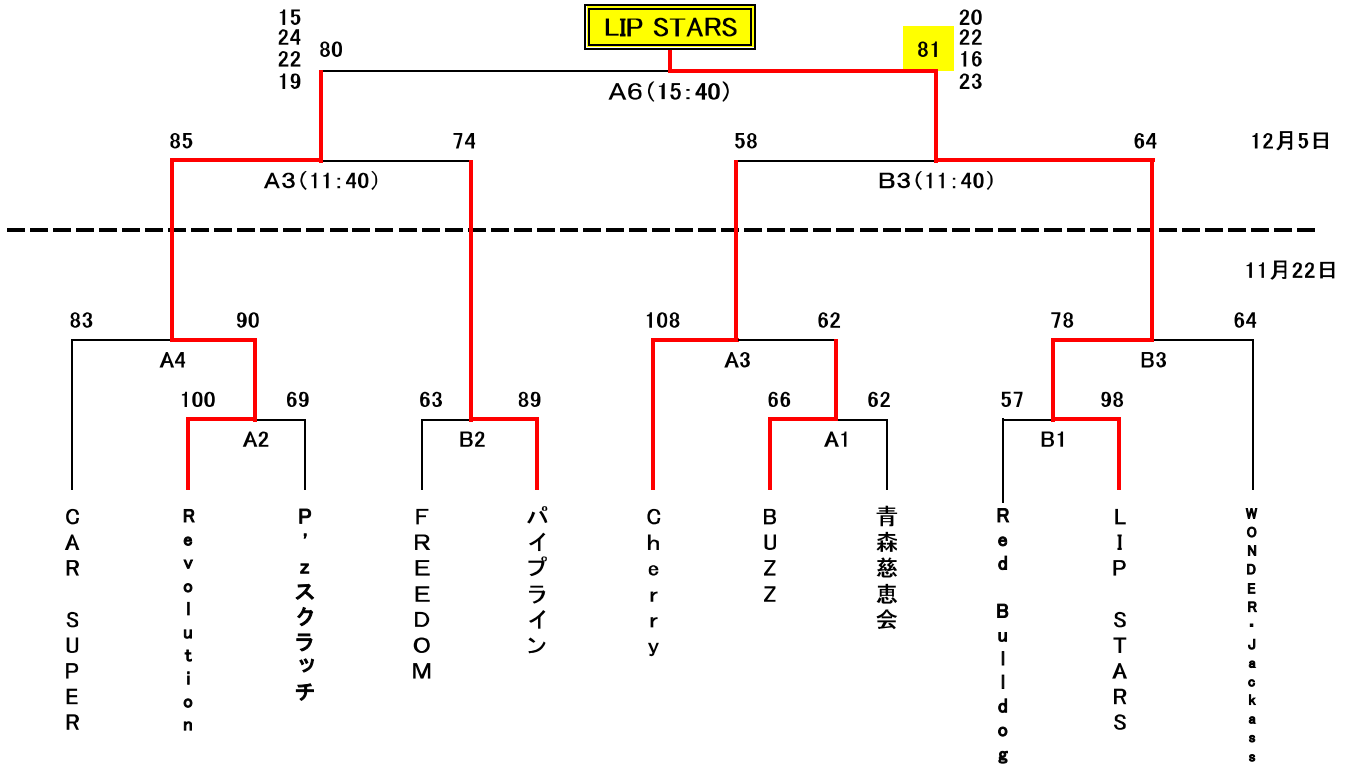 LIP STARS
15
24
22
19
80
81
20
22
16
23
A6(15:40)
85
74
58
64
12月5日
A3(11:40)
B3(11:40)
11月22日
83
90
108
62
78
64
A4
A3
B3
100
69
63
89
66
62
57
98
A2
B2
A1
B1
CAR SUPER
Revolution
P'zスクラッチ
FREEDOM
パイプライン
Cherry
BUZZ
青森慈恵会
Red Bulldog
LIP STARS
WONDER・Jackass